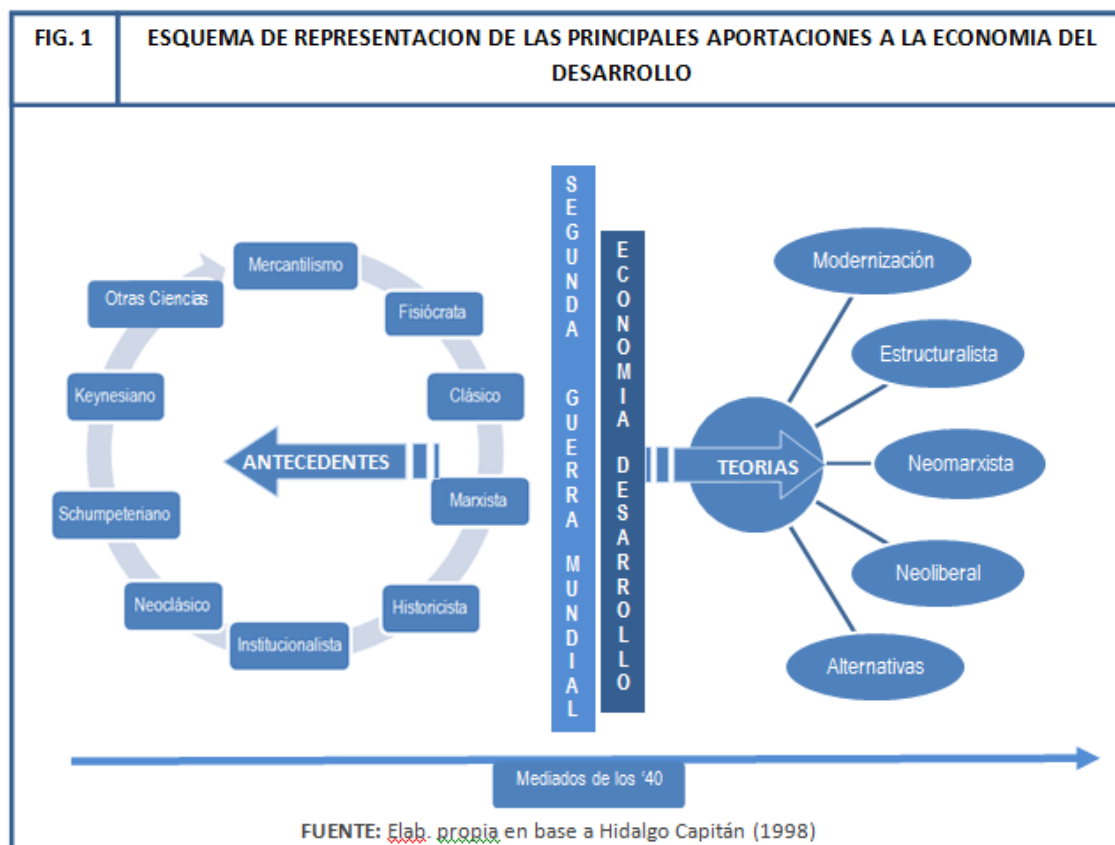 FIG. 1
ESQUEMA DE REPRESENTACION DE LAS PRINCIPALES APORTACIONES A LA ECONOMIA DEL
DESARROLLO
Mercantilismo
Fisiócrata
Clásico
Marxista
Historicista
Institucionalista
Neoclásico
Schumpeteriano
Keynesiano
Otras Ciencias
ANTECEDENTES
SEGUNDA GUERRA MUNDIAL
ECONOMIA DESARROLLO
TEORIAS
Modernización
Estructuralista
Neomarxista
Neoliberal
Alternativas
Mediados de los ‘40
FUENTE: Elab. propia en base a Hidalgo Capitán (1998)